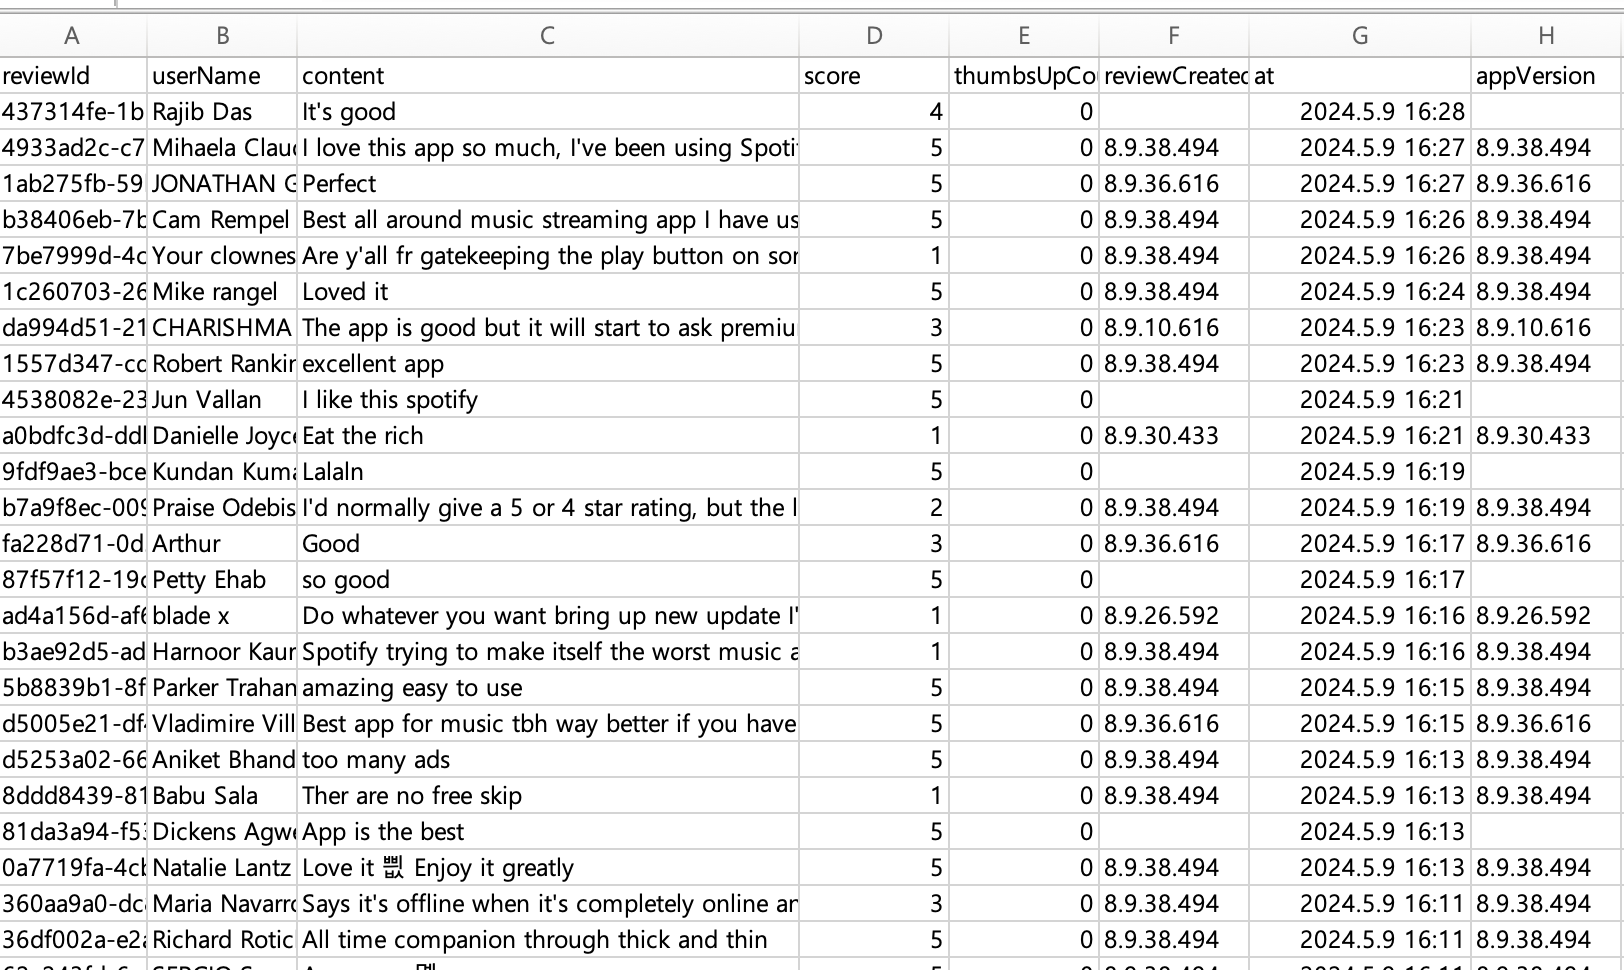 A B C D E F G H
reviewId userName content score thumbsUpCo reviewCreated at appVersion
437314fe-1b Rajib Das It's good 4 0 2024.5.9 16:28
4933ad2c-c7 Mihaela Clau I love this app so much, I've been using Spoti 5 0 8.9.38.494 2024.5.9 16:27 8.9.38.494
1ab275fb-59 JONATHAN G Perfect 5 0 8.9.36.616 2024.5.9 16:27 8.9.36.616
b38406eb-7b Cam Rempel Best all around music streaming app I have us 5 0 8.9.38.494 2024.5.9 16:26 8.9.38.494
7be7999d-4c Your clownes Are y'all fr gatekeeping the play button on 1 0 8.9.38.494 2024.5.9 16:26 8.9.38.494
1c260703-26 Mike rangel Loved it 5 0 8.9.38.494 2024.5.9 16:24 8.9.38.494
da994d51-21 CHARISHMA The app is good but it will start to ask premiu 3 0 8.9.10.616 2024.5.9 16:23 8.9.10.616
1557d347-cc Robert Rankin excellent app 5 0 8.9.38.494 2024.5.9 16:23 8.9.38.494
4538082e-23 Jun Vallan I like this spotify 5 0 2024.5.9 16:21
a0bdfc3d-dd Danielle Joyce Eat the rich 1 0 8.9.30.433 2024.5.9 16:21 8.9.30.433
9fdf9ae3-bce Kundan Kuma Lalaln 5 0 2024.5.9 16:19
b7a9f8ec-009 Praise Odebis I'd normally give a 5 or 4 star rating, but the l 2 0 8.9.38.494 2024.5.9 16:19 8.9.38.494
fa228d71-0d Arthur Good 3 0 8.9.36.616 2024.5.9 16:17 8.9.36.616
87f57f12-19c Petty Ehab so good 5 0 2024.5.9 16:17
ad4a156d-af6 blade x Do whatever you want bring up new update I' 1 0 8.9.26.592 2024.5.9 16:16 8.9.26.592
b3ae92d5-ad Harnoor Kaur Spotify trying to make itself the worst music a 1 0 8.9.38.494 2024.5.9 16:16 8.9.38.494
5b8839b1-8f Parker Trahan amazing easy to use 5 0 8.9.38.494 2024.5.9 16:15 8.9.38.494
d5005e21-df Vladimire Vill Best app for music tbh way better if you have 5 0 8.9.36.616 2024.5.9 16:15 8.9.36.616
d5253a02-66 Aniket Bhand too many ads 5 0 8.9.38.494 2024.5.9 16:13 8.9.38.494
8ddd8439-81 Babu Sala Ther are no free skip 1 0 8.9.38.494 2024.5.9 16:13 8.9.38.494
81da3a94-f53 Dickens Agwe App is the best 5 0 2024.5.9 16:13
0a7719fa-4cb Natalie Lantz Love it Enjoy it greatly 5 0 8.9.38.494 2024.5.9 16:13 8.9.38.494
360aa9a0-dc Maria Navarro Says it's offline when it's completely online an 3 0 8.9.38.494 2024.5.9 16:11 8.9.38.494
36df002a-e2a Richard Rotic All time companion through thick and thin 5 0 8.9.38.494 2024.5.9 16:11 8.9.38.494